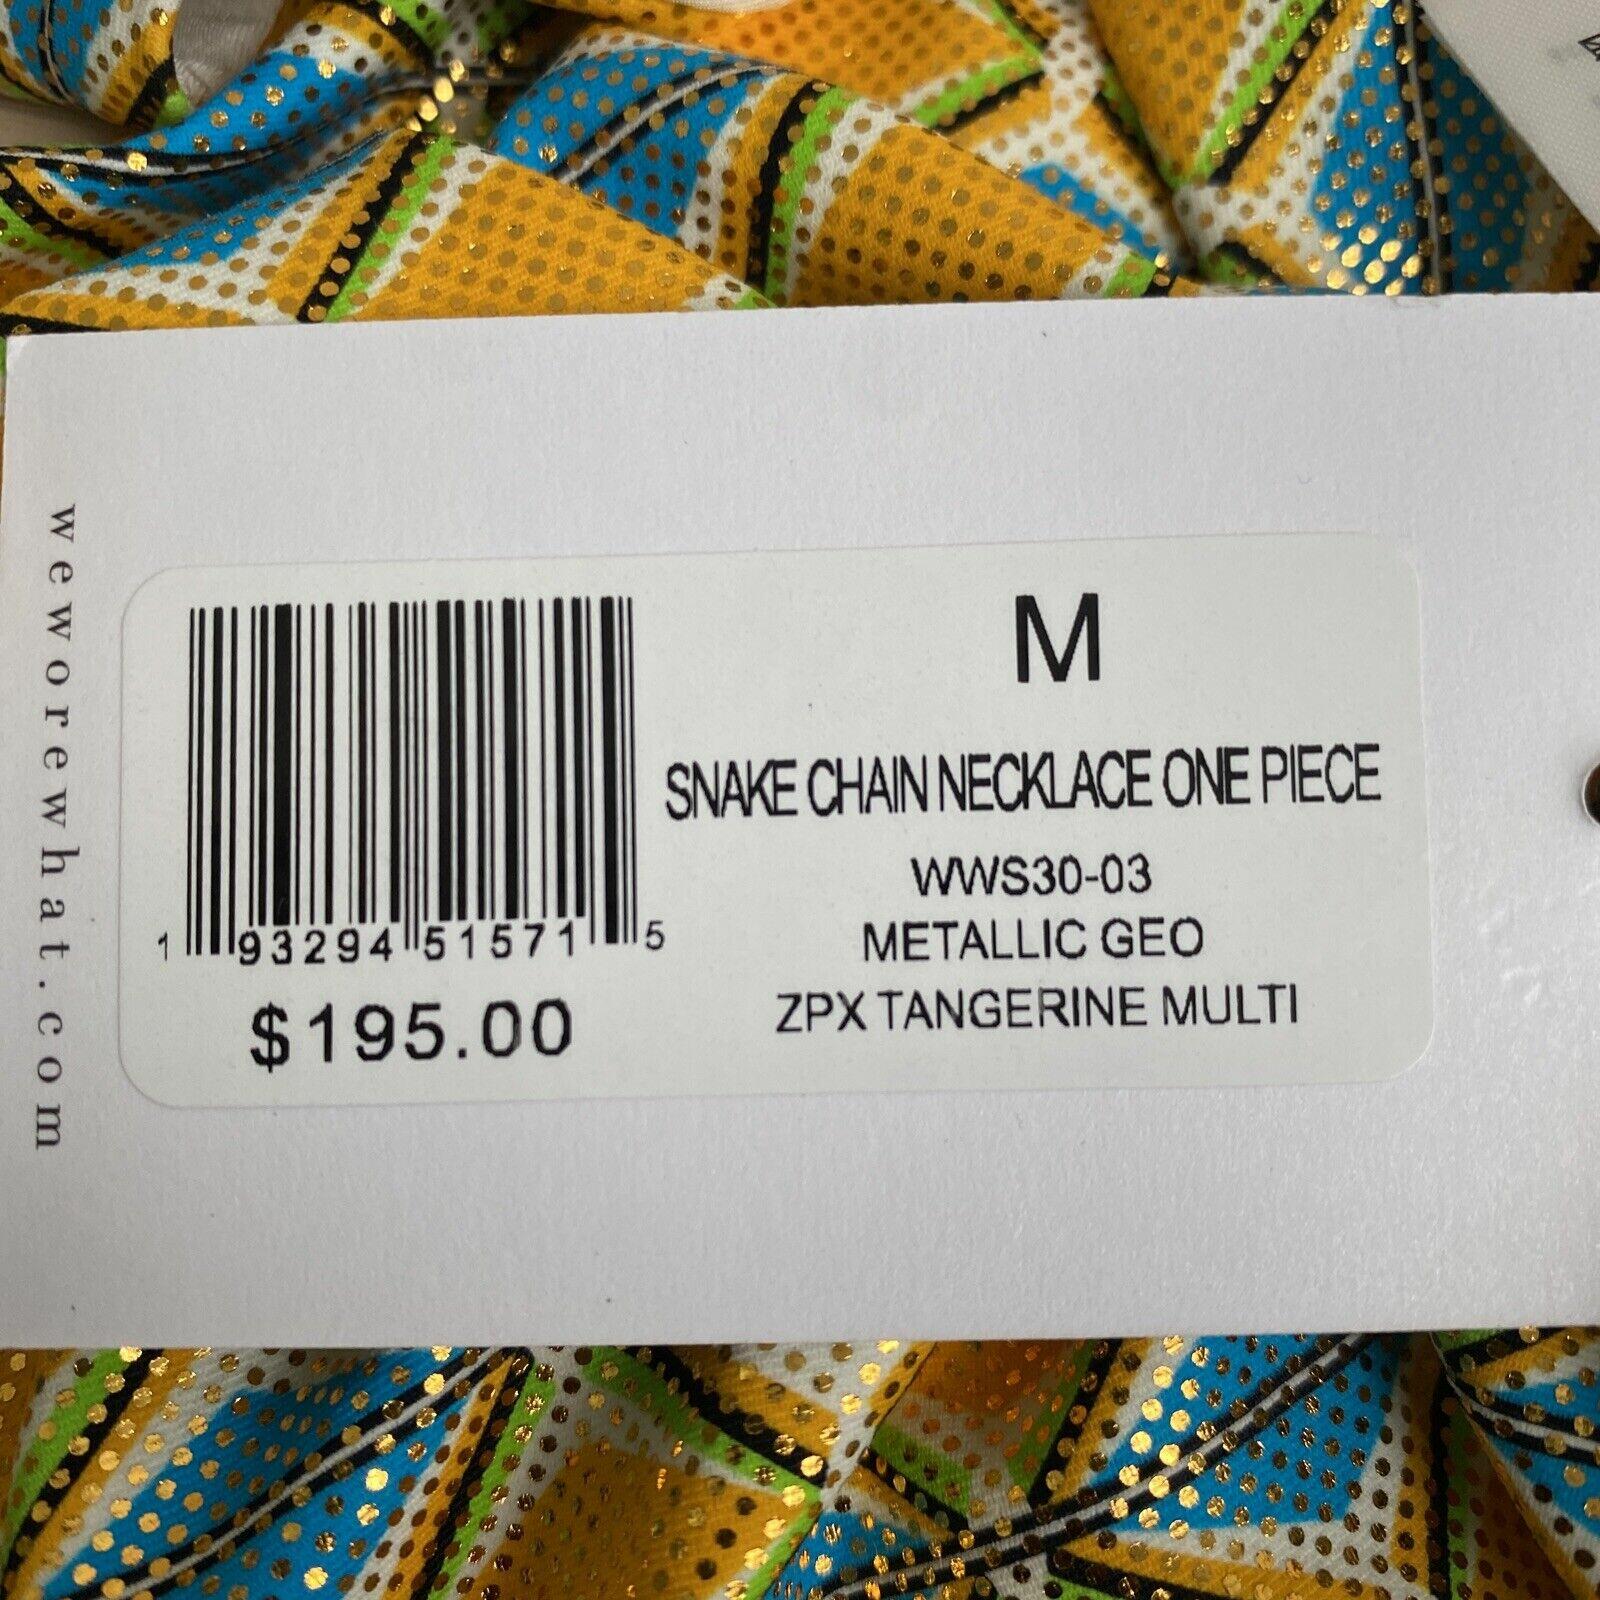 weworewhat.com
M
SNAKE CHAIN NECKLACE ONE PIECE
WWS30-03
METALLIC GEO
ZPX TANGERINE MULTI
1 93294 51571 5
$195.00